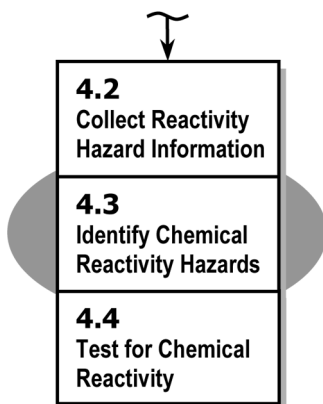 4.2
Collect Reactivity
Hazard Information
4.3
Identify Chemical
Reactivity Hazards
4.4
Test for Chemical
Reactivity